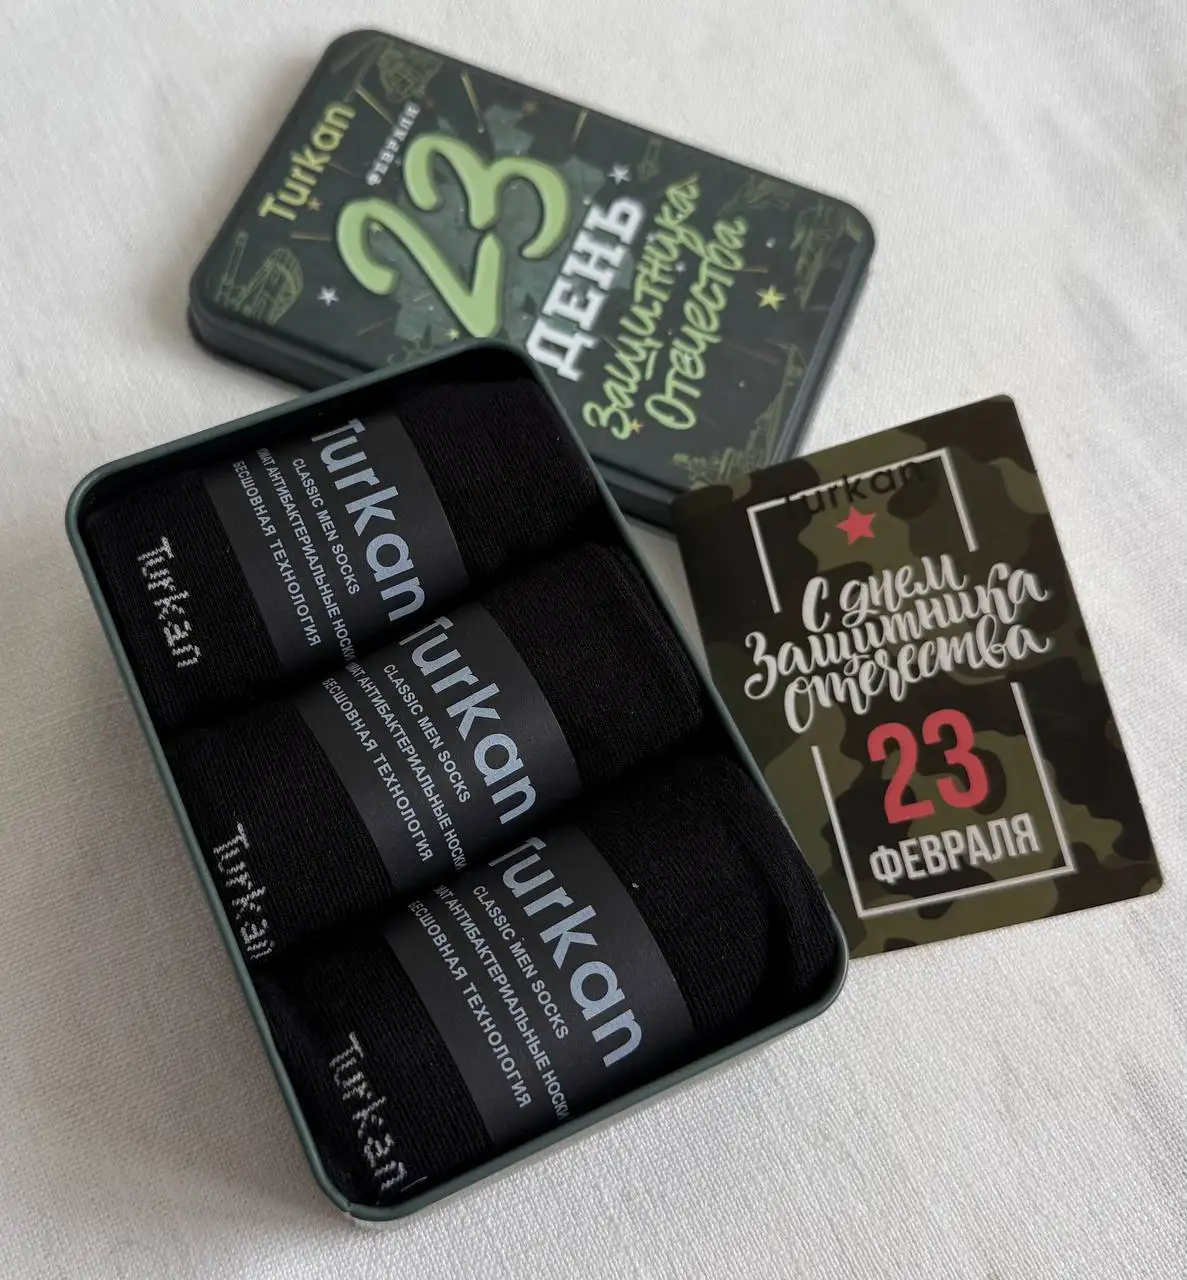 Turkan
ФЕВРАЛЯ
23
ДЕНЬ
Защитника
Отечества
Turkan
С днем
Защитника
отечества
23
ФЕВРАЛЯ
Turkan
CLASSIC MEN SOCKS
АНТИБАКТЕРИАЛЬНЫЕ НОСКИ
БЕСШОВНАЯ ТЕХНОЛОГИЯ
Turkan
Turkan
CLASSIC MEN SOCKS
АНТИБАКТЕРИАЛЬНЫЕ НОСКИ
БЕСШОВНАЯ ТЕХНОЛОГИЯ
Turkan
Turkan
CLASSIC MEN SOCKS
АНТИБАКТЕРИАЛЬНЫЕ НОСКИ
БЕСШОВНАЯ ТЕХНОЛОГИЯ
Turkan